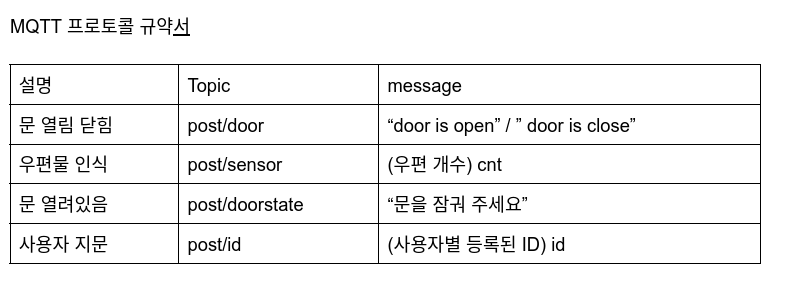 MQTT 프로토콜 규약서
설명 Topic message
문 열림 닫힘 post/door “door is open” / ” door is close”
우편물 인식 post/sensor (우편 개수) cnt
문 열려있음 post/doorstate “문을 잠궈 주세요”
사용자 지문 post/id (사용자별 등록된 ID) id